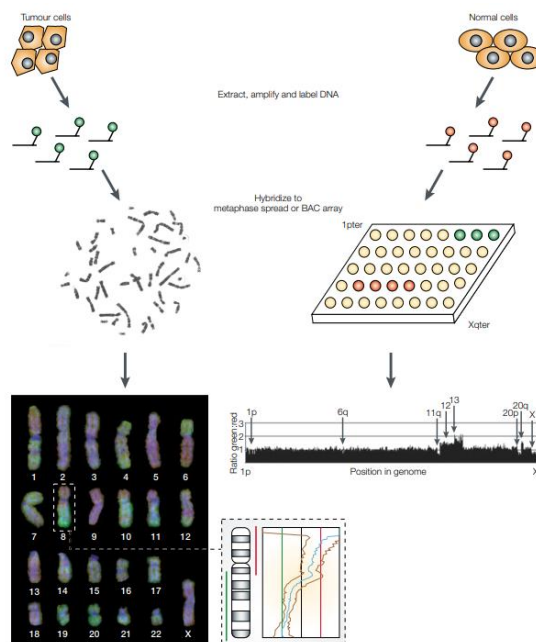 Tumour cells
Normal cells
Extract, amplify and label DNA
Hybridize to
metaphase spread or BAC array
1pter
Xqter
1p
6q
11q
12
13
20p
20q
X
Ratio green:red
3
2
1
1p
Position in genome
X
1 2 3 4 5 6
7 8 9 10 11 12
13 14 15 16 17
18 19 20 21 22 X